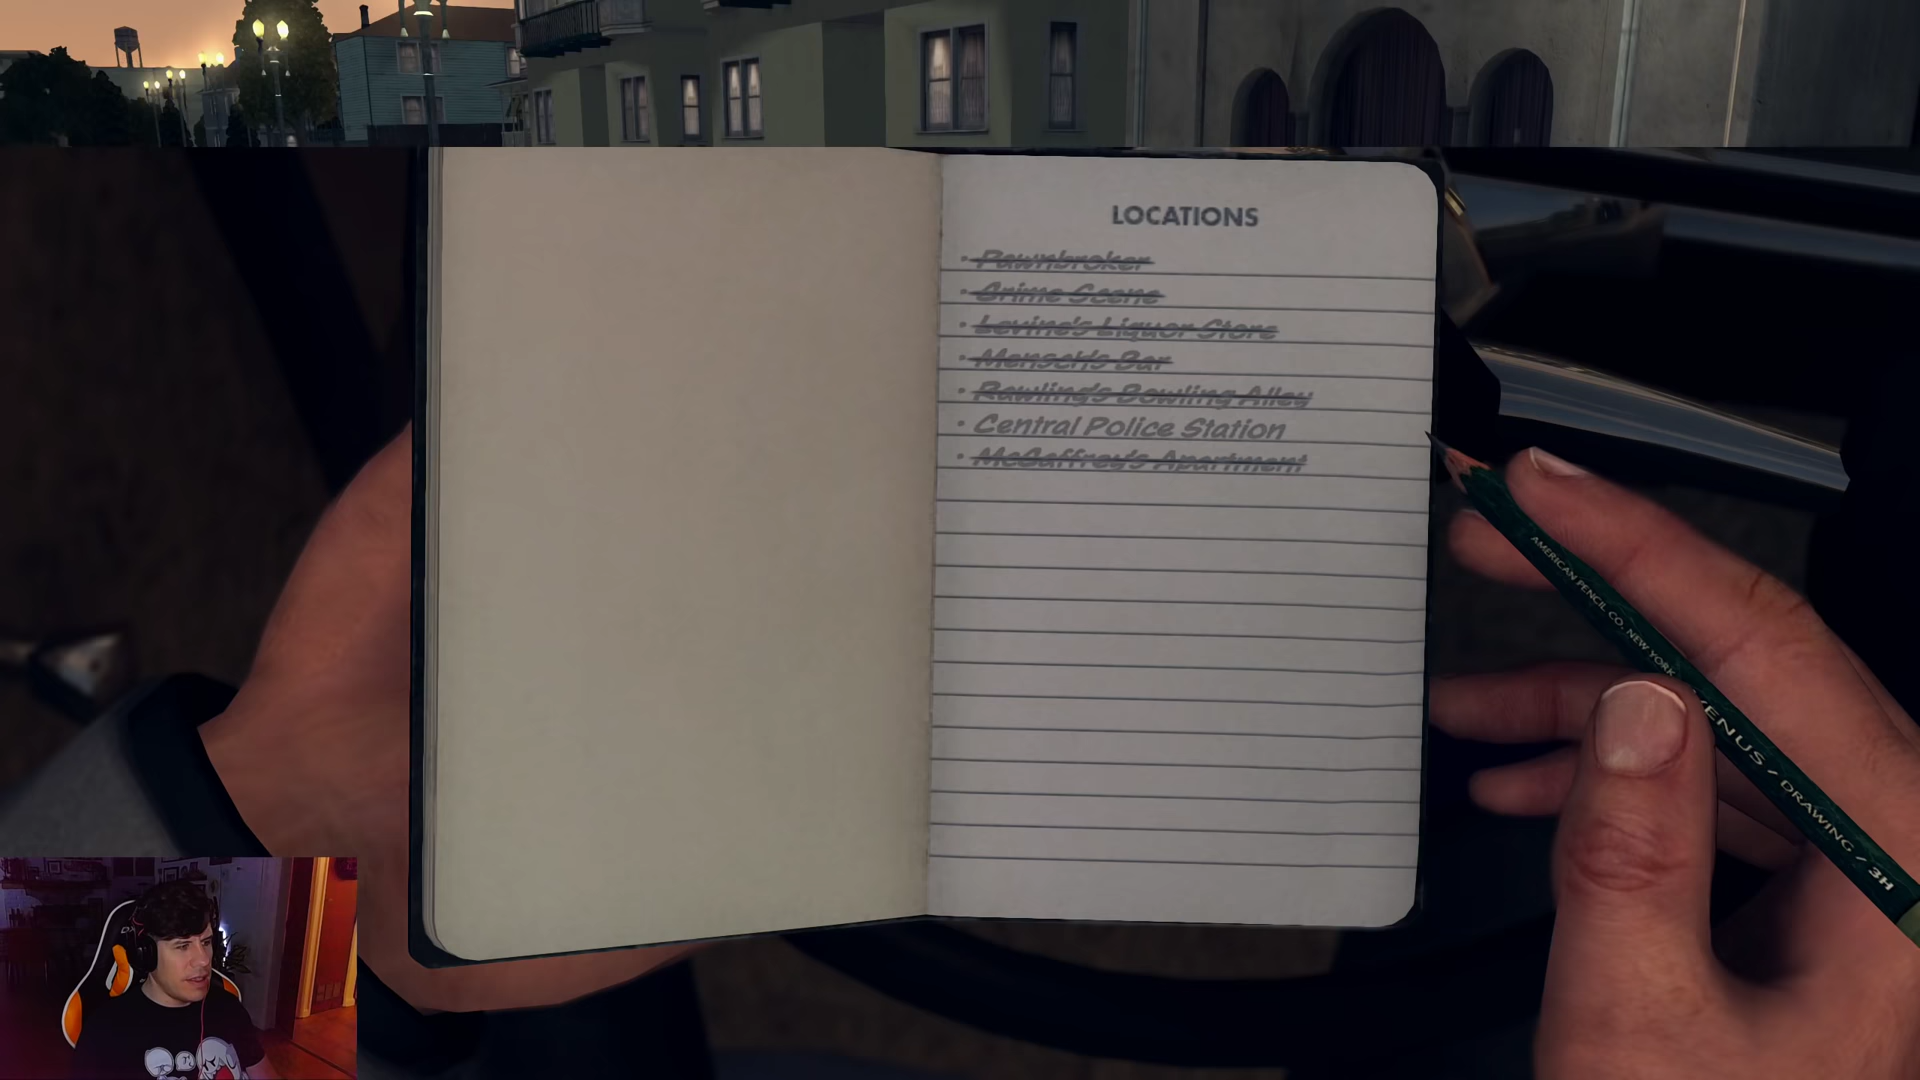 LOCATIONS
· Pawnbroker
· Crime Scene
· Levine's Liquor Store
· Mensch's Bar
· Rawling's Bowling Alley
· Central Police Station
· McCaffrey's Apartment
AMERICAN PENCIL CO. NEW YORK
VENUS / DRAWING / 3H